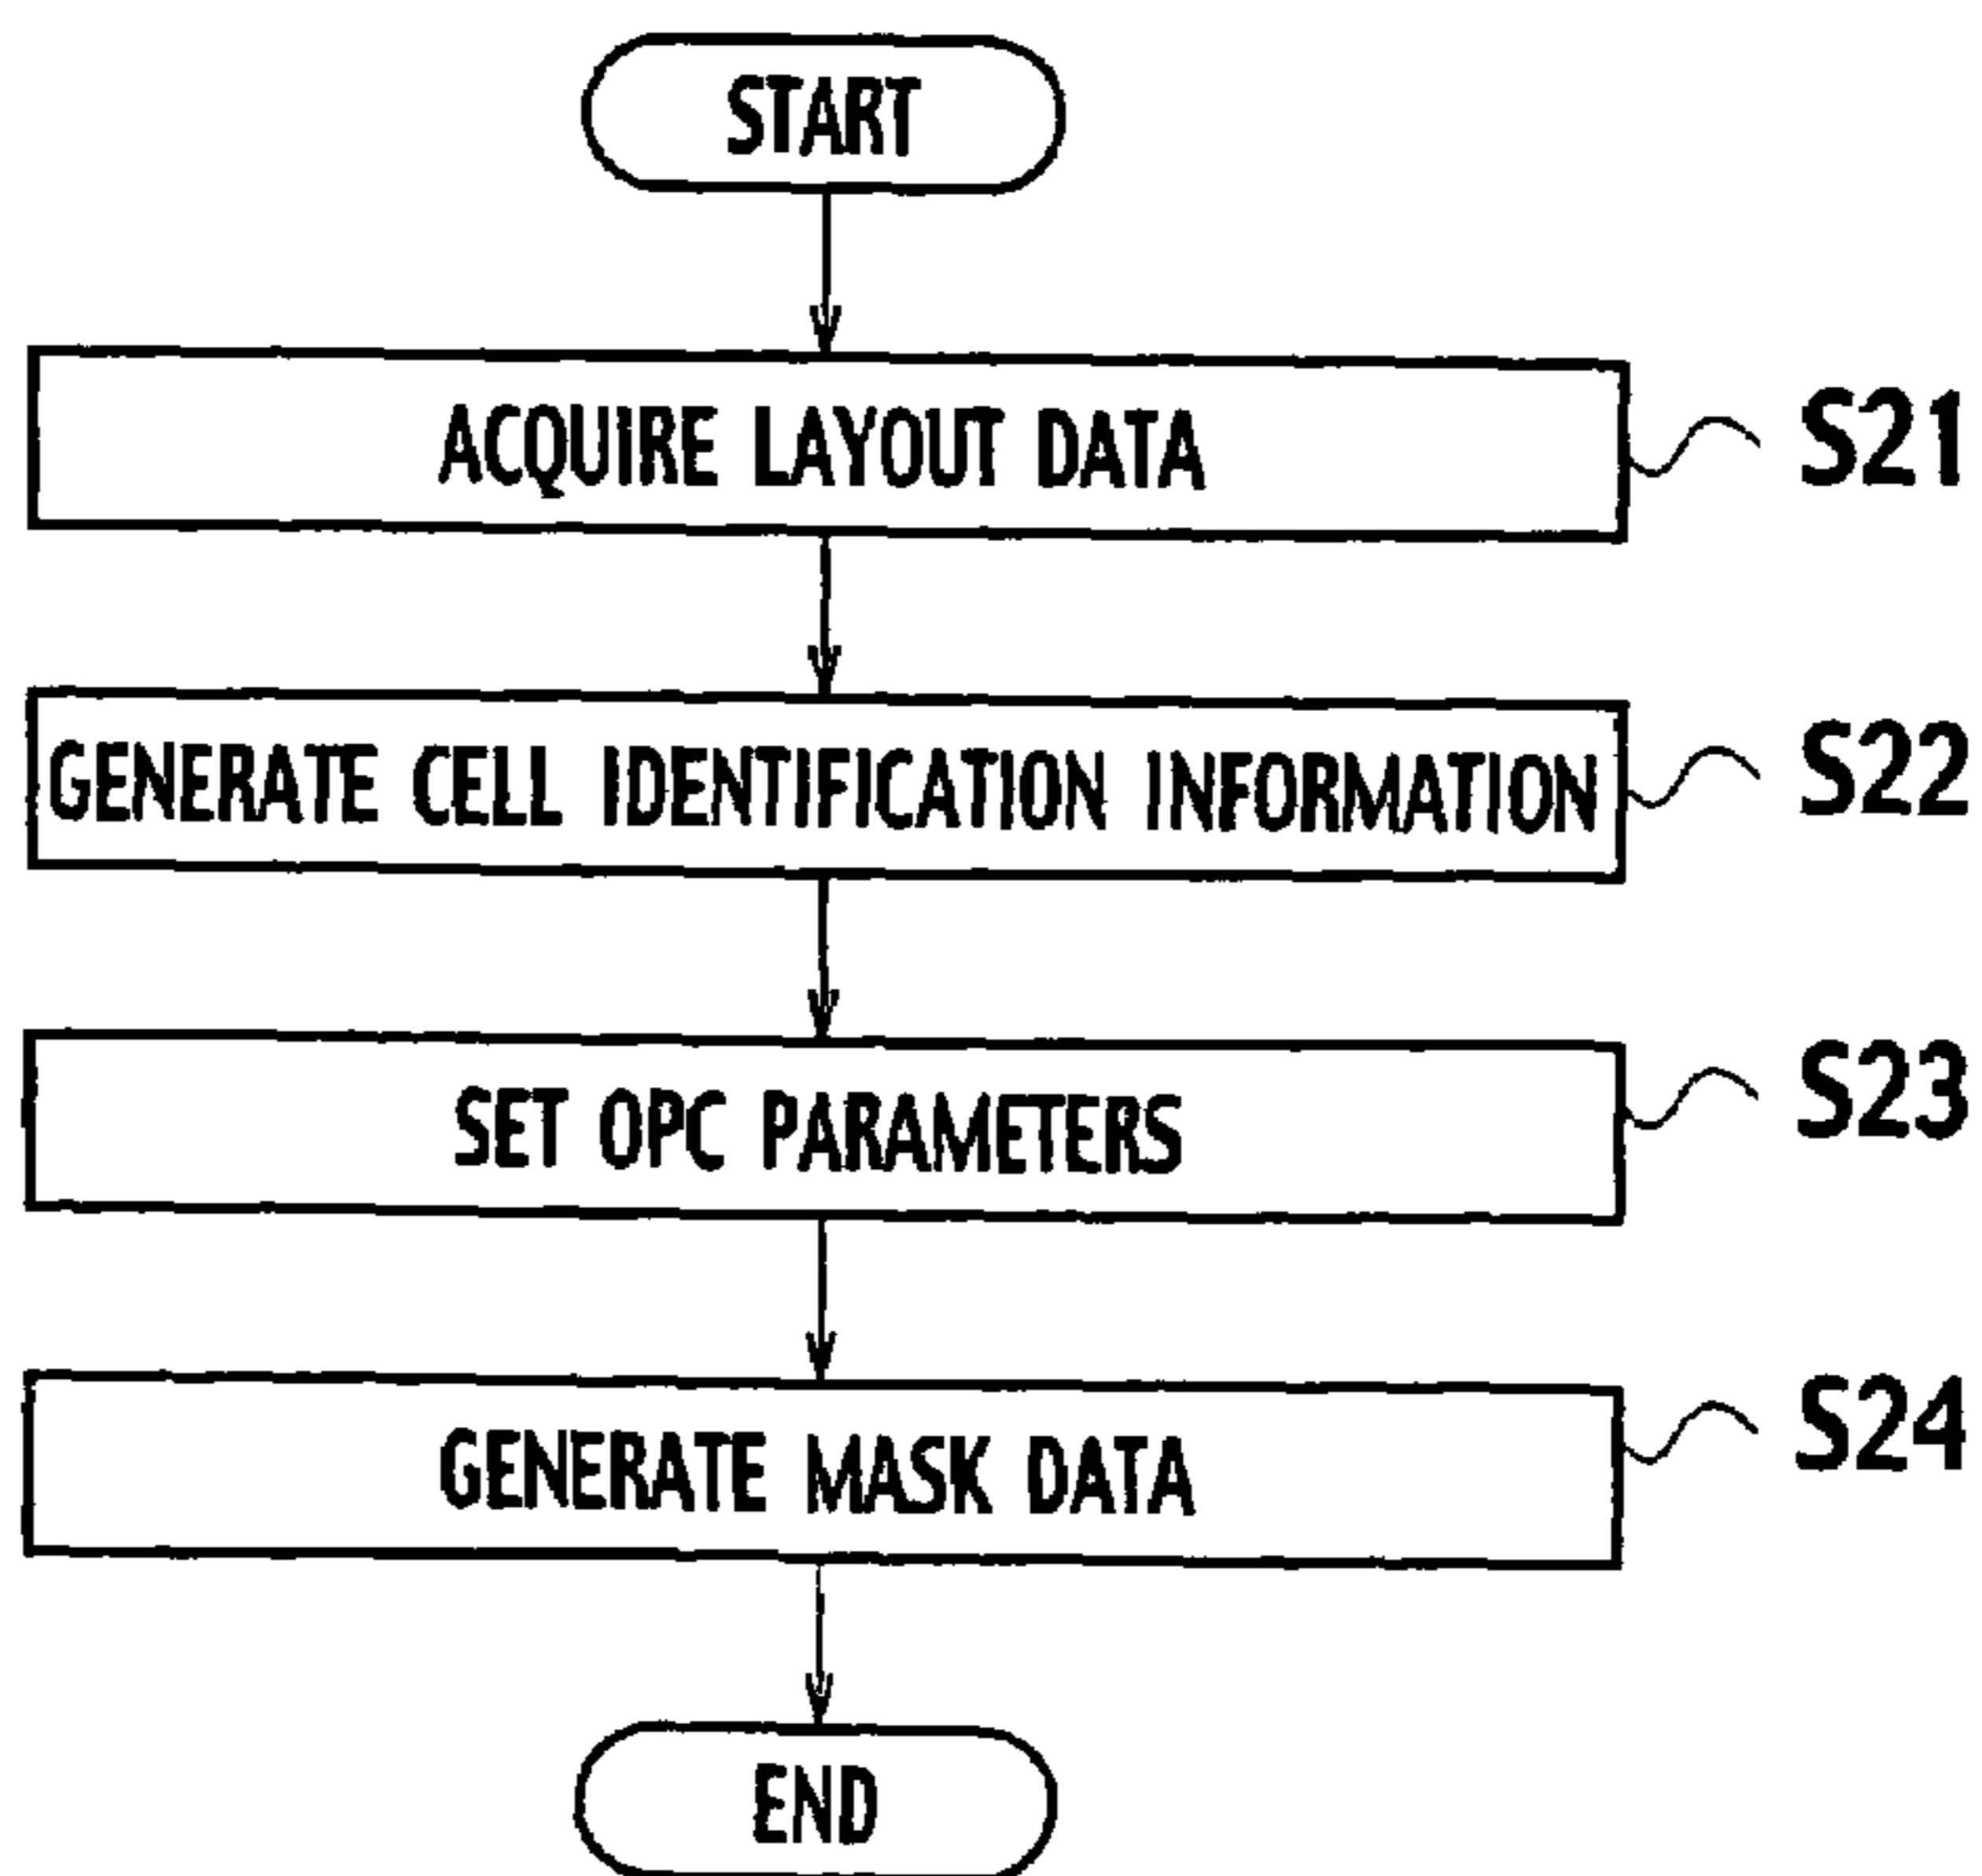 START
ACQUIRE LAYOUT DATA S21
GENERATE CELL IDENTIFICATION INFORMATION S22
SET OPC PARAMETERS S23
GENERATE MASK DATA S24
END